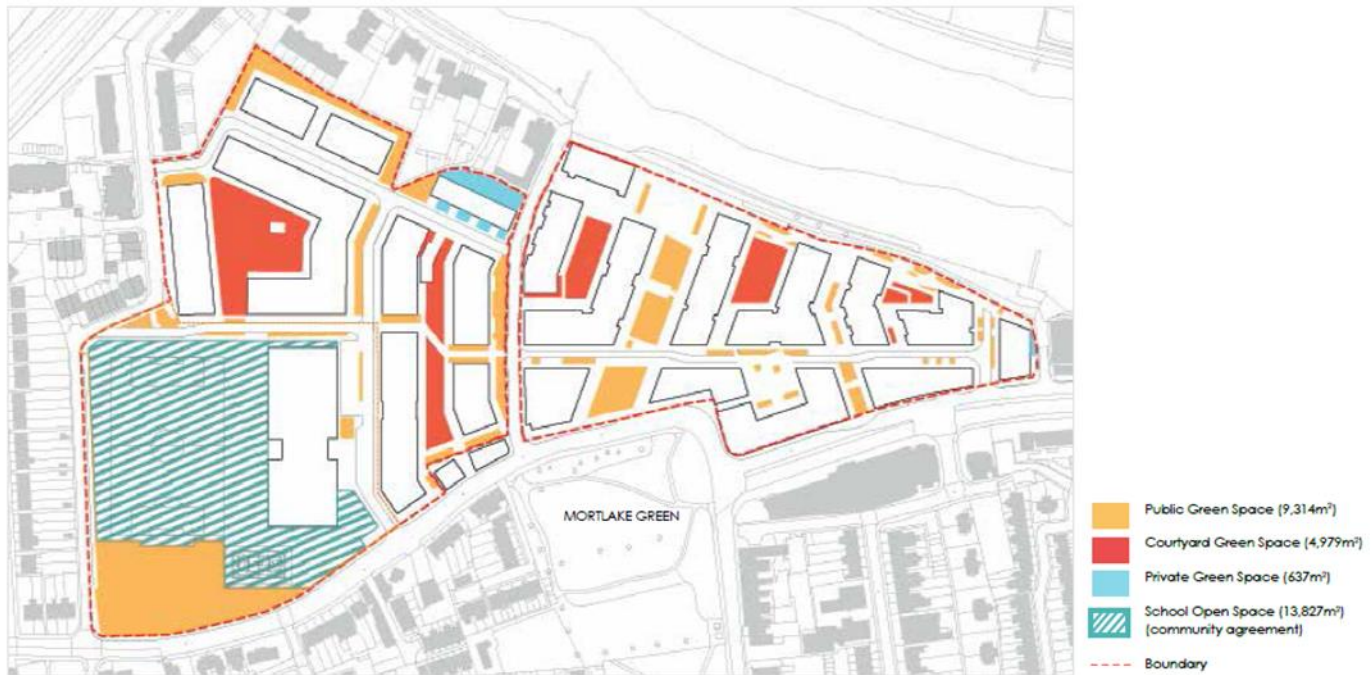 MORTLAKE GREEN
Public Green Space (9,314m²)
Courtyard Green Space (4,979m²)
Private Green Space (637m²)
School Open Space (13,827m²)
(community agreement)
Boundary